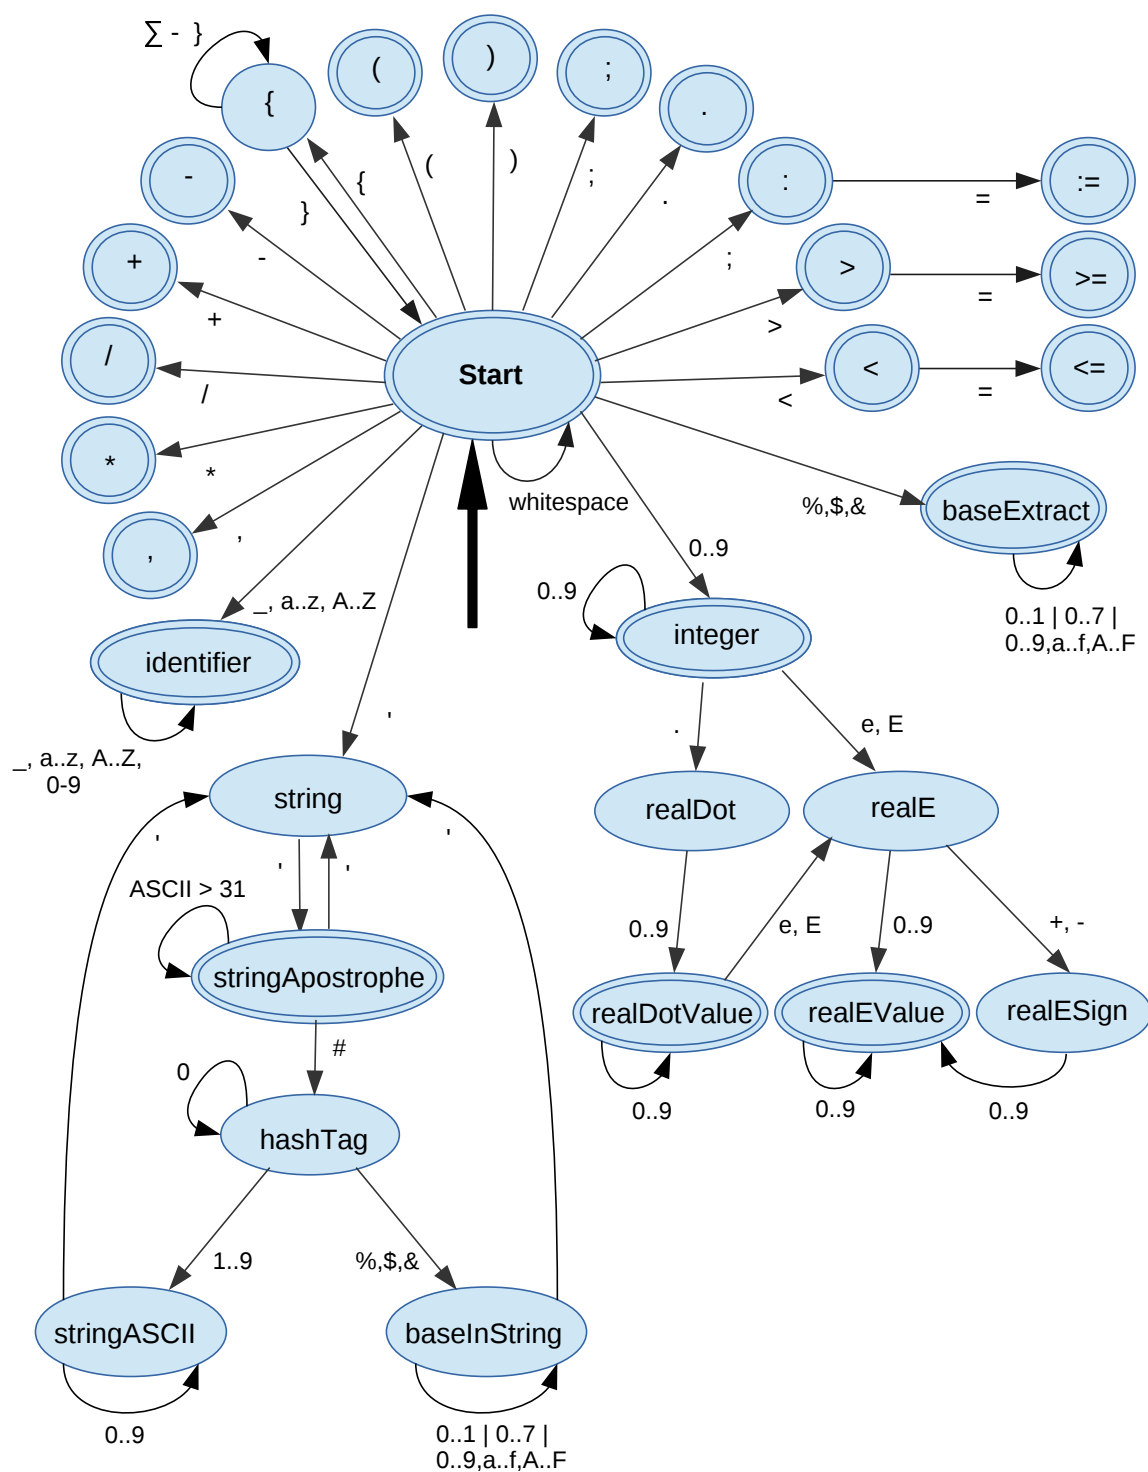 ∑ - }
{
(
)
;
.
-
:
:=
=
{
(
)
;
.
}
+
-
;
>
>=
=
+
>
/
Start
<
<=
/
<
=
*
*
whitespace
%,$,&
baseExtract
,
,
0..9
0..9
_, a..z, A..Z
0..1 | 0..7 |
0..9,a..f,A..F
identifier
integer
'
.
e, E
_, a..z, A..Z,
0-9
string
realDot
realE
'
'
'
'
ASCII > 31
0..9
e, E
0..9
+, -
stringApostrophe
realDotValue
realEValue
realESign
#
0
0..9
0..9
0..9
hashTag
1..9
%,$,&
stringASCII
baseInString
0..9
0..1 | 0..7 |
0..9,a..f,A..F